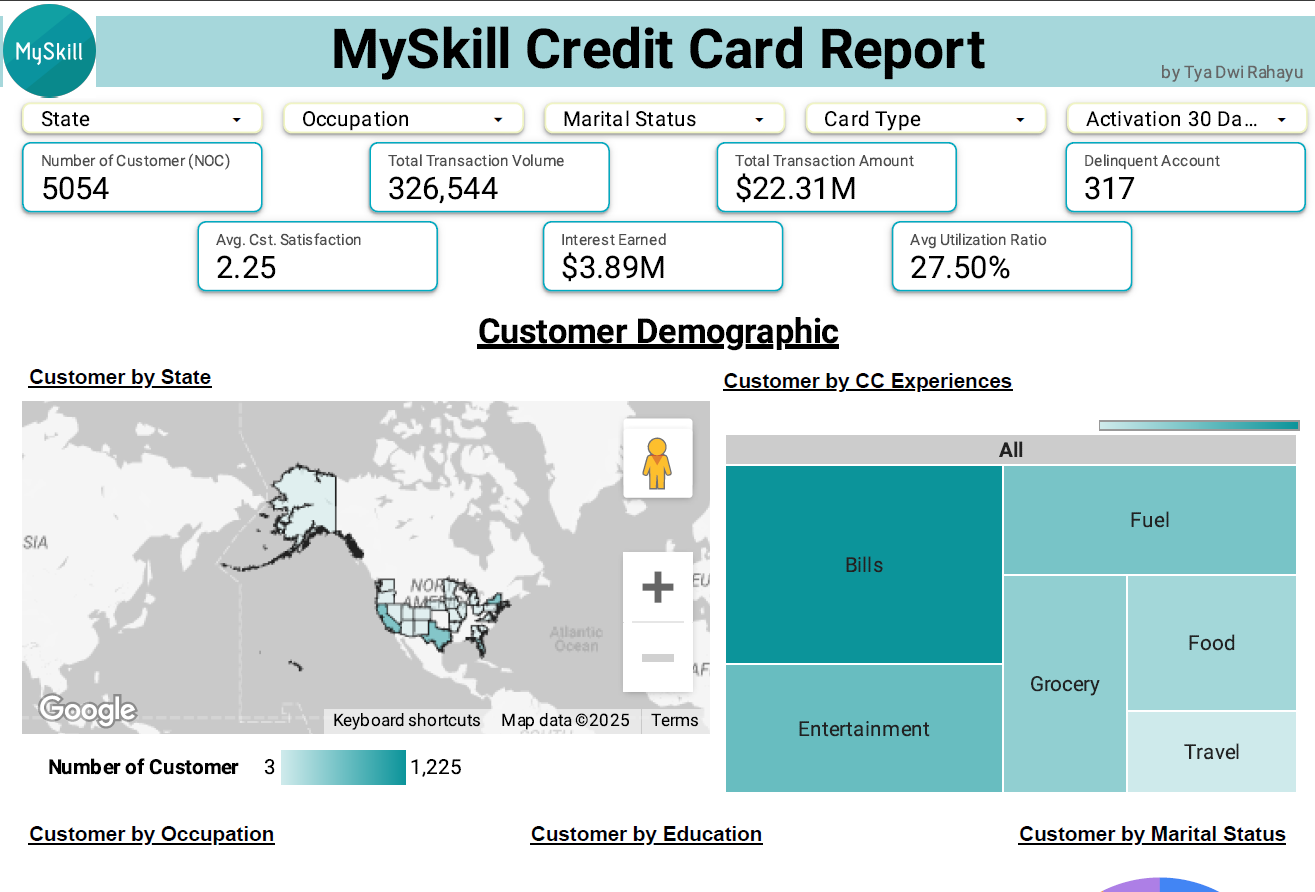 MySkill
MySkill Credit Card Report
by Tya Dwi Rahayu
State
Occupation
Marital Status
Card Type
Activation 30 Da...
Number of Customer (NOC)
5054
Total Transaction Volume
326,544
Total Transaction Amount
$22.31M
Delinquent Account
317
Avg. Cst. Satisfaction
2.25
Interest Earned
$3.89M
Avg Utilization Ratio
27.50%
Customer Demographic
Customer by State
Customer by CC Experiences
SIA
NORTH
AMERICA
Atlantic
Ocean
EU
AF
SOUTH
Google
Keyboard shortcuts
Map data ©2025
Terms
Number of Customer
3
1,225
All
Bills
Fuel
Entertainment
Grocery
Food
Travel
Customer by Occupation
Customer by Education
Customer by Marital Status